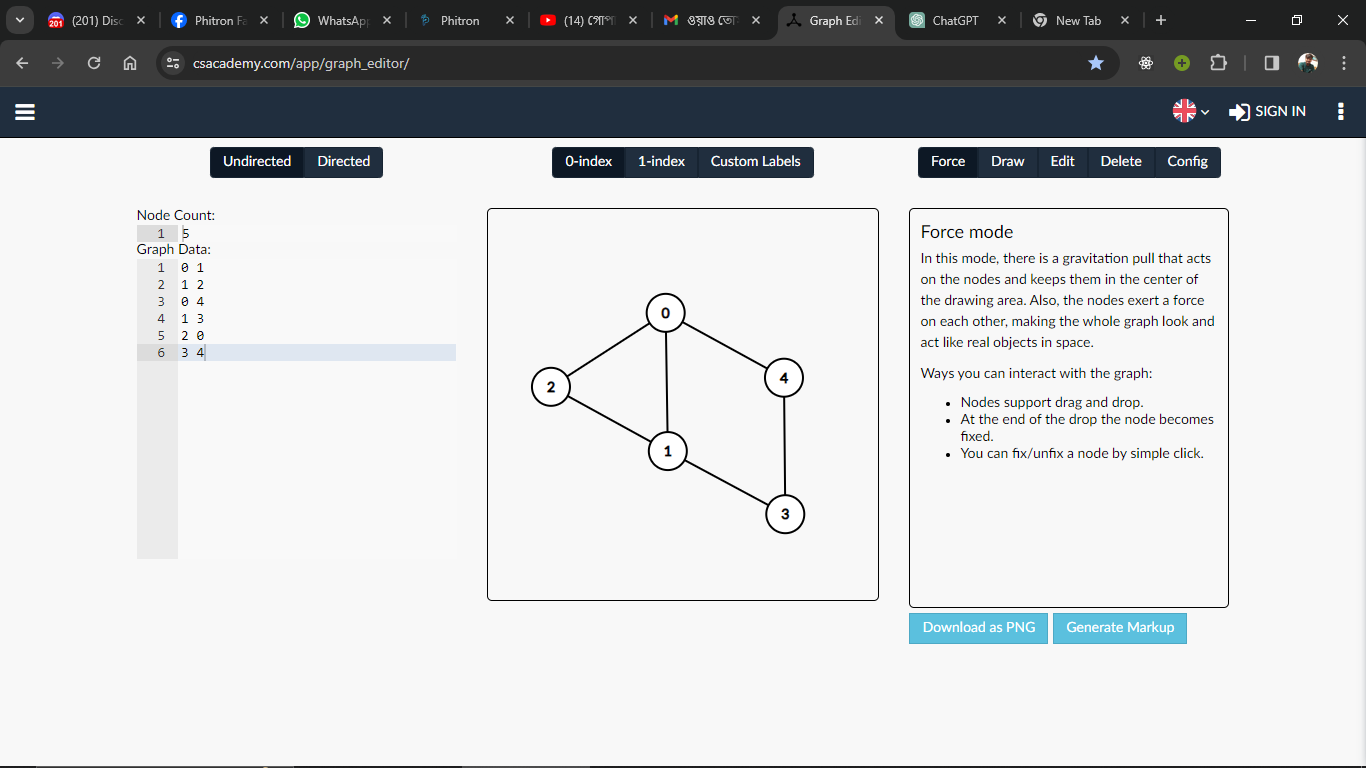 (201) Disc
Phitron Fa
WhatsApp
Phitron
(14) গোপ
ওয়াও তো
Graph Edi
ChatGPT
New Tab
csacademy.com/app/graph_editor/
SIGN IN
Undirected Directed
0-index 1-index Custom Labels
Force Draw Edit Delete Config
Node Count:
1 5
Graph Data:
1 0 1
2 1 2
3 0 4
4 1 3
5 2 0
6 3 4
0
4
2
1
3
Force mode
In this mode, there is a gravitation pull that acts
on the nodes and keeps them in the center of
the drawing area. Also, the nodes exert a force
on each other, making the whole graph look and
act like real objects in space.
Ways you can interact with the graph:
• Nodes support drag and drop.
• At the end of the drop the node becomes
fixed.
• You can fix/unfix a node by simple click.
Download as PNG Generate Markup